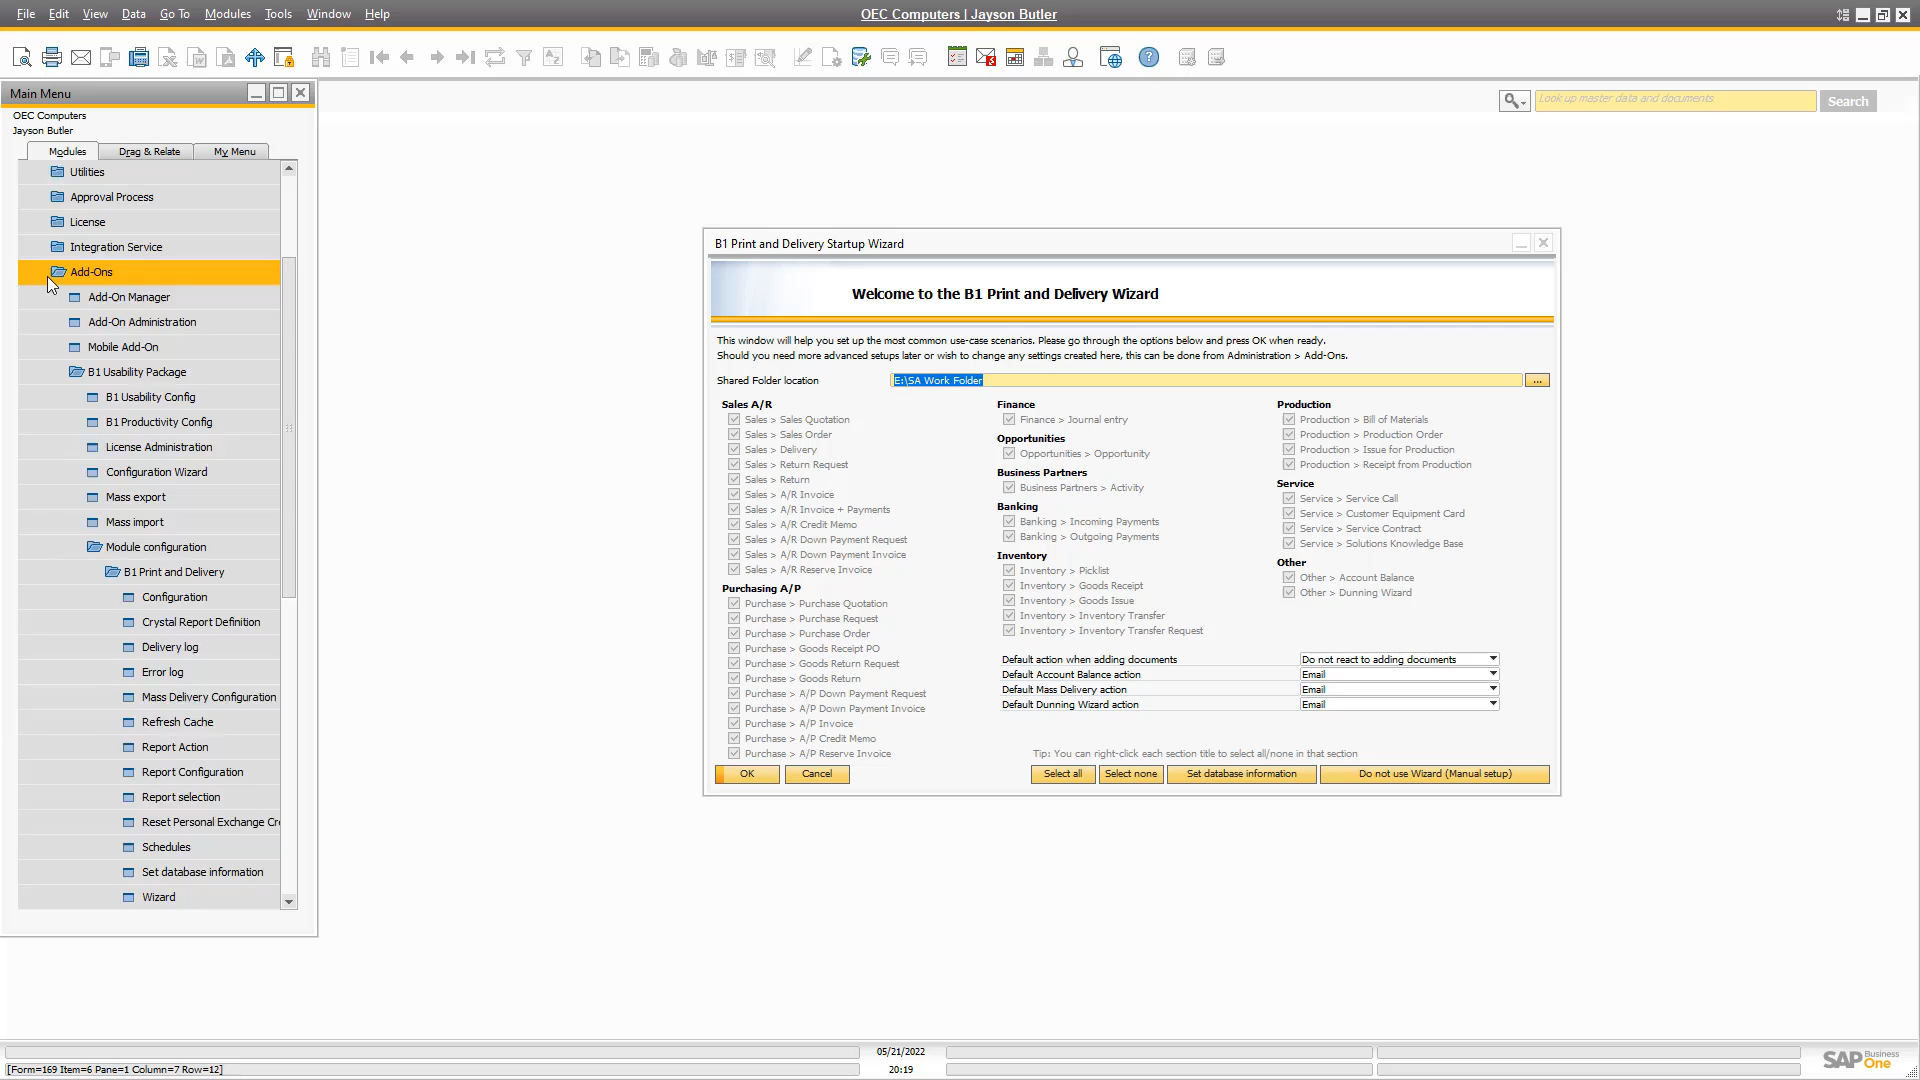 File Edit View Data Go To Modules Tools Window Help
OEC Computers | Jayson Butler
Main Menu
OEC Computers
Jayson Butler
Modules Drag & Relate My Menu
Utilities
Approval Process
License
Integration Service
Add-Ons
Add-On Manager
Add-On Administration
Mobile Add-On
B1 Usability Package
B1 Usability Config
B1 Productivity Config
License Administration
Configuration Wizard
Mass export
Mass import
Module configuration
B1 Print and Delivery
Configuration
Crystal Report Definition
Delivery log
Error log
Mass Delivery Configuration
Refresh Cache
Report Action
Report Configuration
Report selection
Reset Personal Exchange Cr
Schedules
Set database information
Wizard
Look up master data and documents
Search
B1 Print and Delivery Startup Wizard
Welcome to the B1 Print and Delivery Wizard
This window will help you set up the most common use-case scenarios. Please go through the options below and press OK when ready.
Should you need more advanced setups later or wish to change any settings created here, this can be done from Administration > Add-Ons.
Shared Folder location E:\SA Work Folder ...
Sales A/R
Sales > Sales Quotation
Sales > Sales Order
Sales > Delivery
Sales > Return Request
Sales > Return
Sales > A/R Invoice
Sales > A/R Invoice + Payments
Sales > A/R Credit Memo
Sales > A/R Down Payment Request
Sales > A/R Down Payment Invoice
Sales > A/R Reserve Invoice
Purchasing A/P
Purchase > Purchase Quotation
Purchase > Purchase Request
Purchase > Purchase Order
Purchase > Goods Receipt PO
Purchase > Goods Return Request
Purchase > Goods Return
Purchase > A/P Down Payment Request
Purchase > A/P Down Payment Invoice
Purchase > A/P Invoice
Purchase > A/P Credit Memo
Purchase > A/P Reserve Invoice
Finance
Finance > Journal entry
Opportunities
Opportunities > Opportunity
Business Partners
Business Partners > Activity
Banking
Banking > Incoming Payments
Banking > Outgoing Payments
Inventory
Inventory > Picklist
Inventory > Goods Receipt
Inventory > Goods Issue
Inventory > Inventory Transfer
Inventory > Inventory Transfer Request
Production
Production > Bill of Materials
Production > Production Order
Production > Issue for Production
Production > Receipt from Production
Service
Service > Service Call
Service > Customer Equipment Card
Service > Service Contract
Service > Solutions Knowledge Base
Other
Other > Account Balance
Other > Dunning Wizard
Default action when adding documents Do not react to adding documents
Default Account Balance action Email
Default Mass Delivery action Email
Default Dunning Wizard action Email
Tip: You can right-click each section title to select all/none in that section
OK Cancel Select all Select none Set database information Do not use Wizard (Manual setup)
05/21/2022
[Form=169 Item=6 Pane=1 Column=7 Row=12] 20:19
SAP Business One